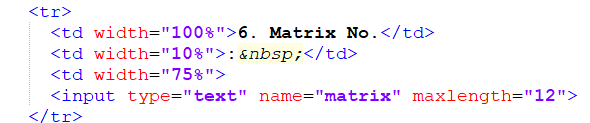 <tr>
<td width="100%">6. Matrix No.</td>
<td width="10%">:&nbsp;</td>
<td width="75%">
<input type="text" name="matrix" maxlength="12">
</tr>